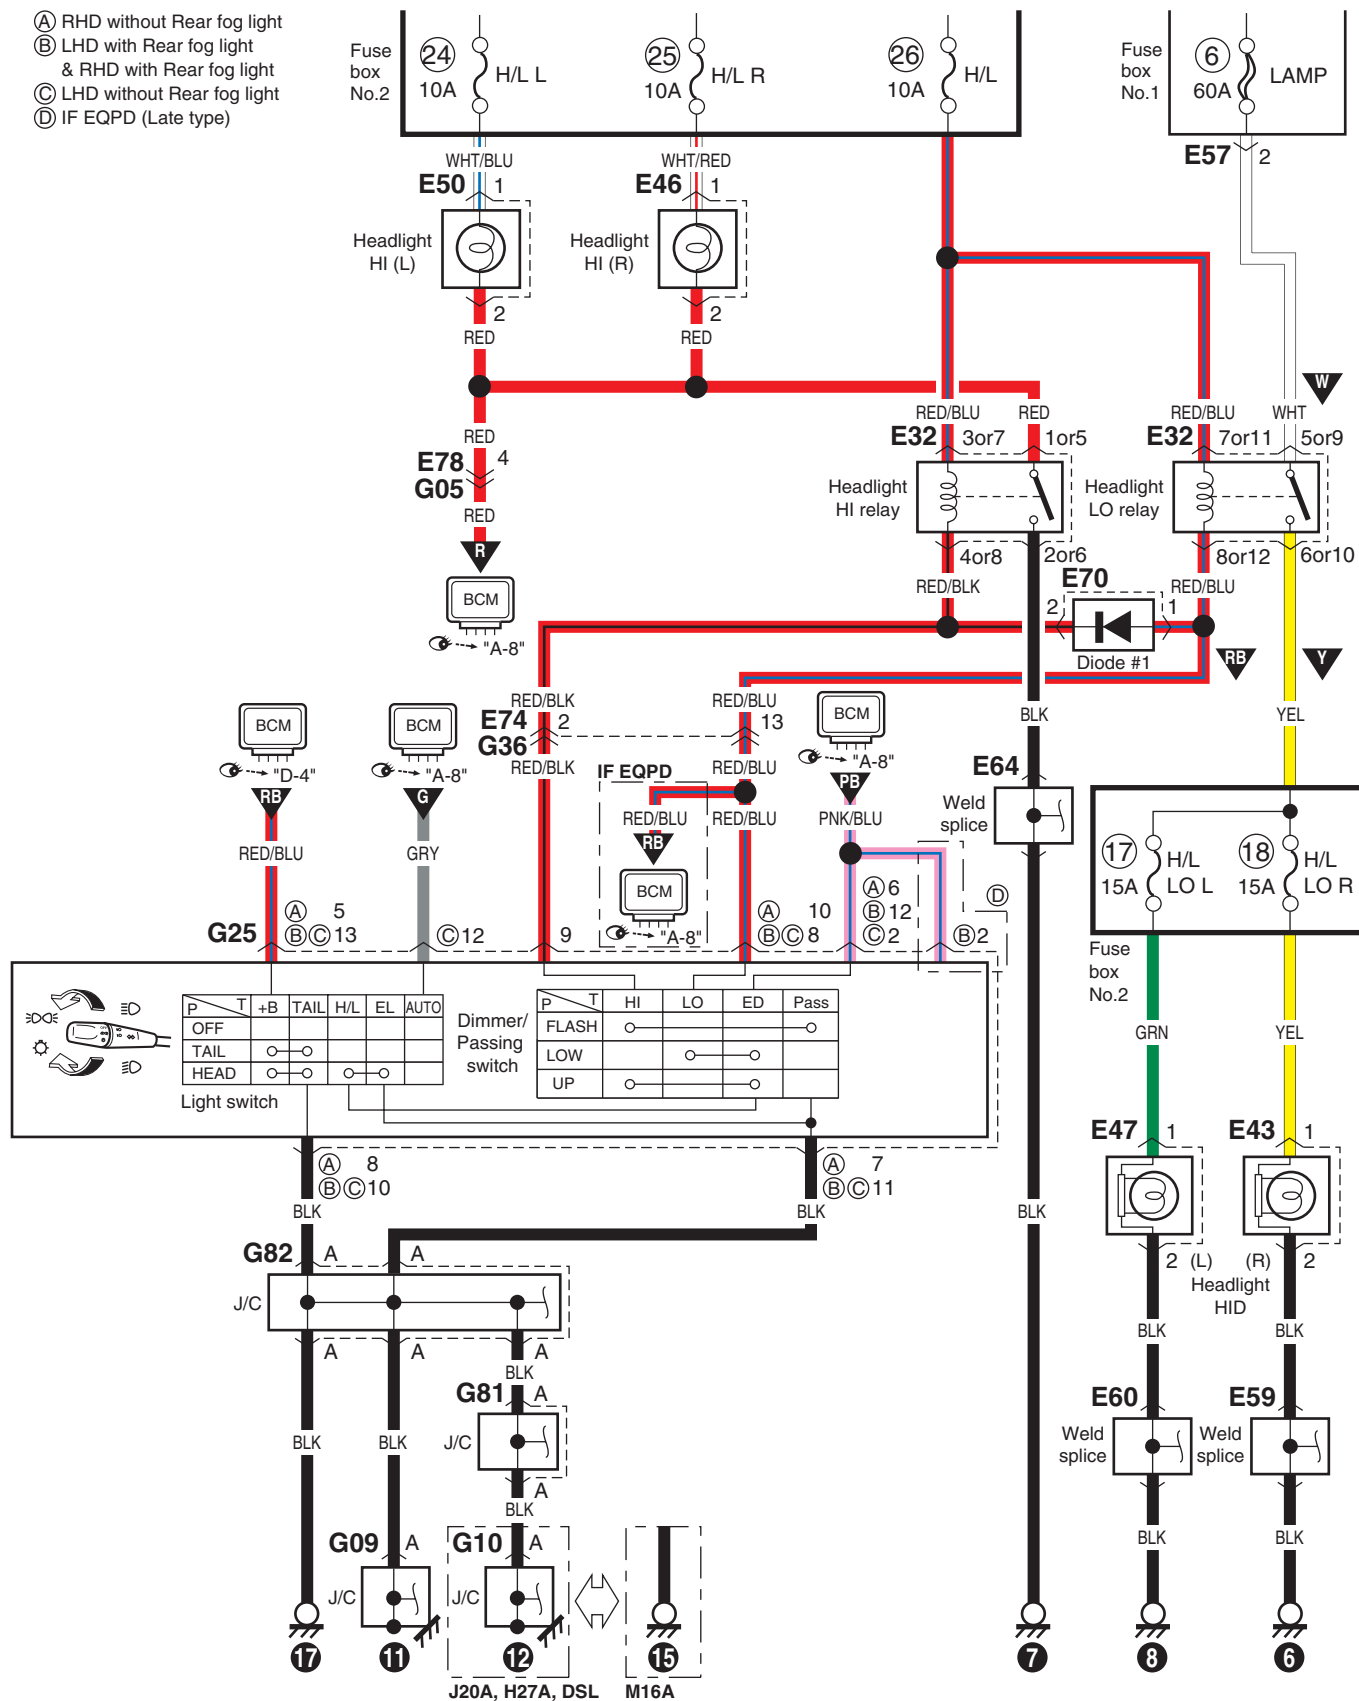 Ⓐ RHD without Rear fog light
Ⓑ LHD with Rear fog light
& RHD with Rear fog light
Ⓒ LHD without Rear fog light
Ⓓ IF EQPD (Late type)
Fuse
box
No.2
24
10A
H/L L
25
10A
H/L R
26
10A
H/L
Fuse
box
No.1
6
60A
LAMP
WHT/BLU
WHT/RED
E57 2
E50 1
E46 1
Headlight
HI (L)
Headlight
HI (R)
2
2
RED
RED
W
RED/BLU
RED
RED/BLU
WHT
RED
E32 3or7 1or5
E32 7or11 5or9
E78 4
G05
Headlight
HI relay
Headlight
LO relay
RED
R
4or8 2or6
8or12 6or10
BCM
"A-8"
RED/BLK
E70
RED/BLU
2 1
Diode #1
RB
Y
RED/BLK
RED/BLU
BCM
BCM
BCM
E74 2 13
G36
BLK
YEL
"D-4"
"A-8"
RED/BLK
RED/BLU
"A-8"
E64
RB
G
IF EQPD
PB
Weld
splice
RED/BLU
RED/BLU
PNK/BLU
RED/BLU
GRY
RB
BCM
"A-8"
17
15A
H/L
LO L
18
15A
H/L
LO R
G25
Ⓐ 5
ⒷⒸ 13
Ⓒ 12
9
Ⓐ 10
ⒷⒸ 8
Ⓐ 6
Ⓑ 12
Ⓒ 2
Ⓑ 2
Ⓓ
Fuse
box
No.2
P T +B TAIL H/L EL AUTO
OFF
TAIL
HEAD
Light switch
Dimmer/
Passing
switch
P T HI LO ED Pass
FLASH
LOW
UP
GRN
YEL
E47 1
E43 1
Ⓐ 8
ⒷⒸ 10
Ⓐ 7
ⒷⒸ 11
BLK
BLK
BLK
G82 A A
2 (L)
(R) 2
Headlight
HID
J/C
BLK
BLK
A A A
BLK
G81 A
E60
E59
BLK
BLK
J/C
Weld
splice
Weld
splice
A
BLK
BLK
BLK
G09 A
G10 A
J/C
J/C
17
11
12
15
7
8
6
J20A, H27A, DSL
M16A